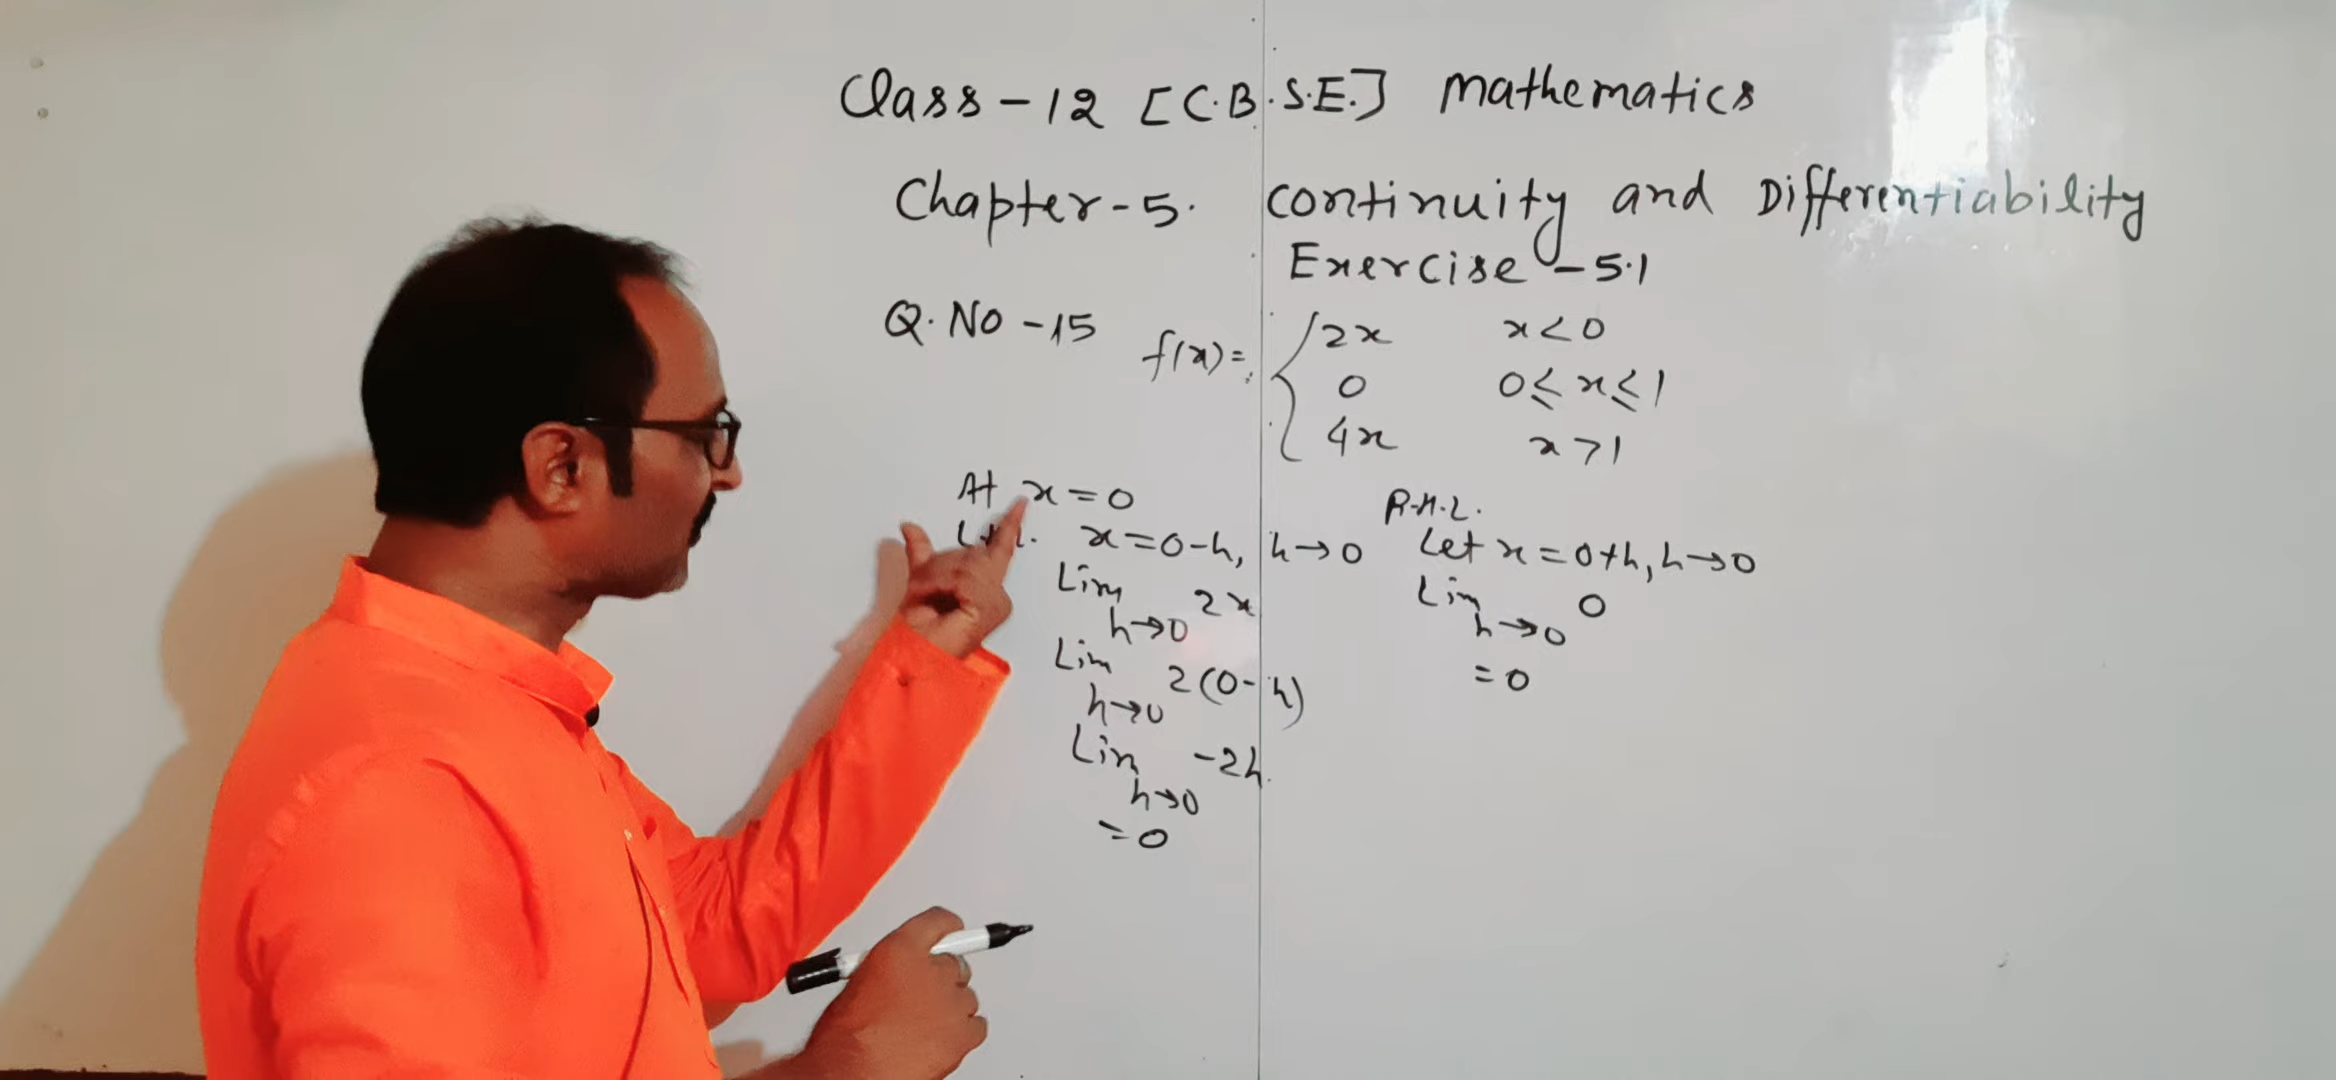 Class-12 [C.B.S.E.] Mathematics
Chapter-5. Continuity and Differentiability
Exercise-5.1
Q.No-15 f(x)= { 2x x<0
0 0≤x≤1
4x x>1
At x=0
x=0-h, h→0
Lim h→0 2x
Lim h→0 2(0-h)
Lim h→0 -2h
=0
R.H.L.
Let x=0+h, h→0
Lim h→0 0
=0